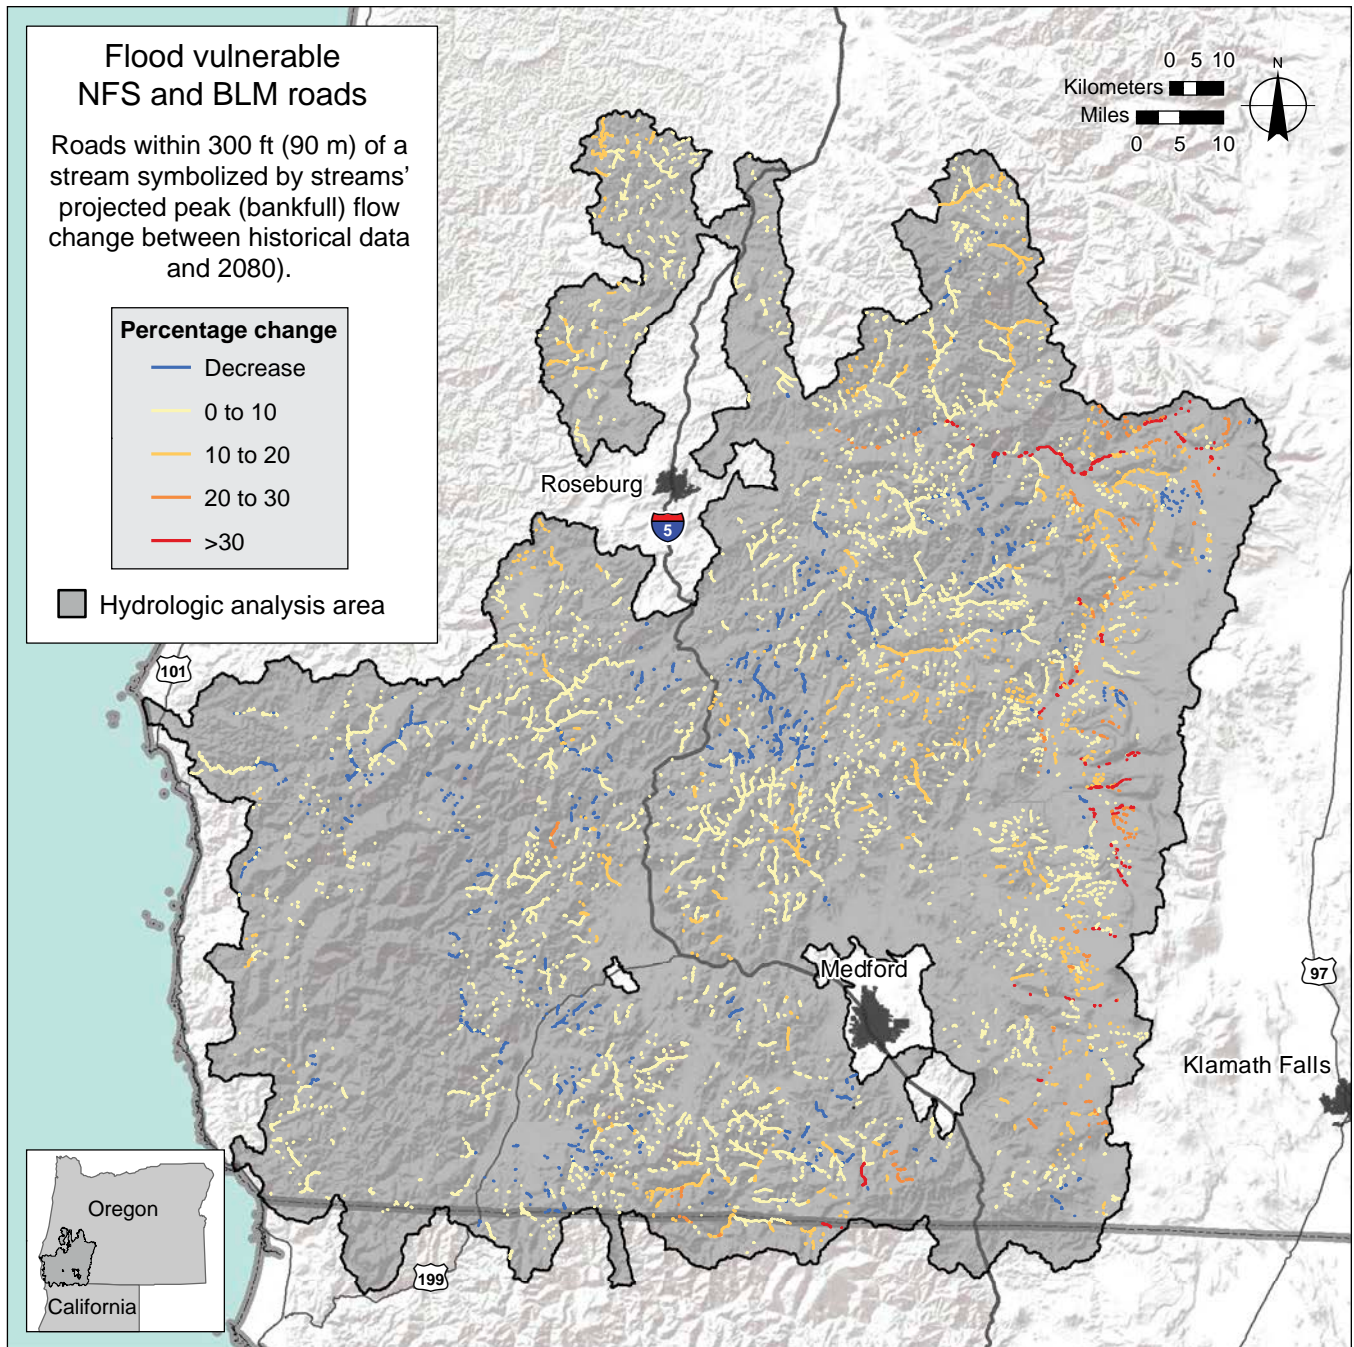 Flood vulnerable
NFS and BLM roads
Roads within 300 ft (90 m) of a
stream symbolized by streams’
projected peak (bankfull) flow
change between historical data
and 2080).
Percentage change
Decrease
0 to 10
10 to 20
20 to 30
>30
Hydrologic analysis area
0 5 10
Kilometers
Miles
0 5 10
N
Roseburg
5
101
Medford
97
Klamath Falls
199
Oregon
California